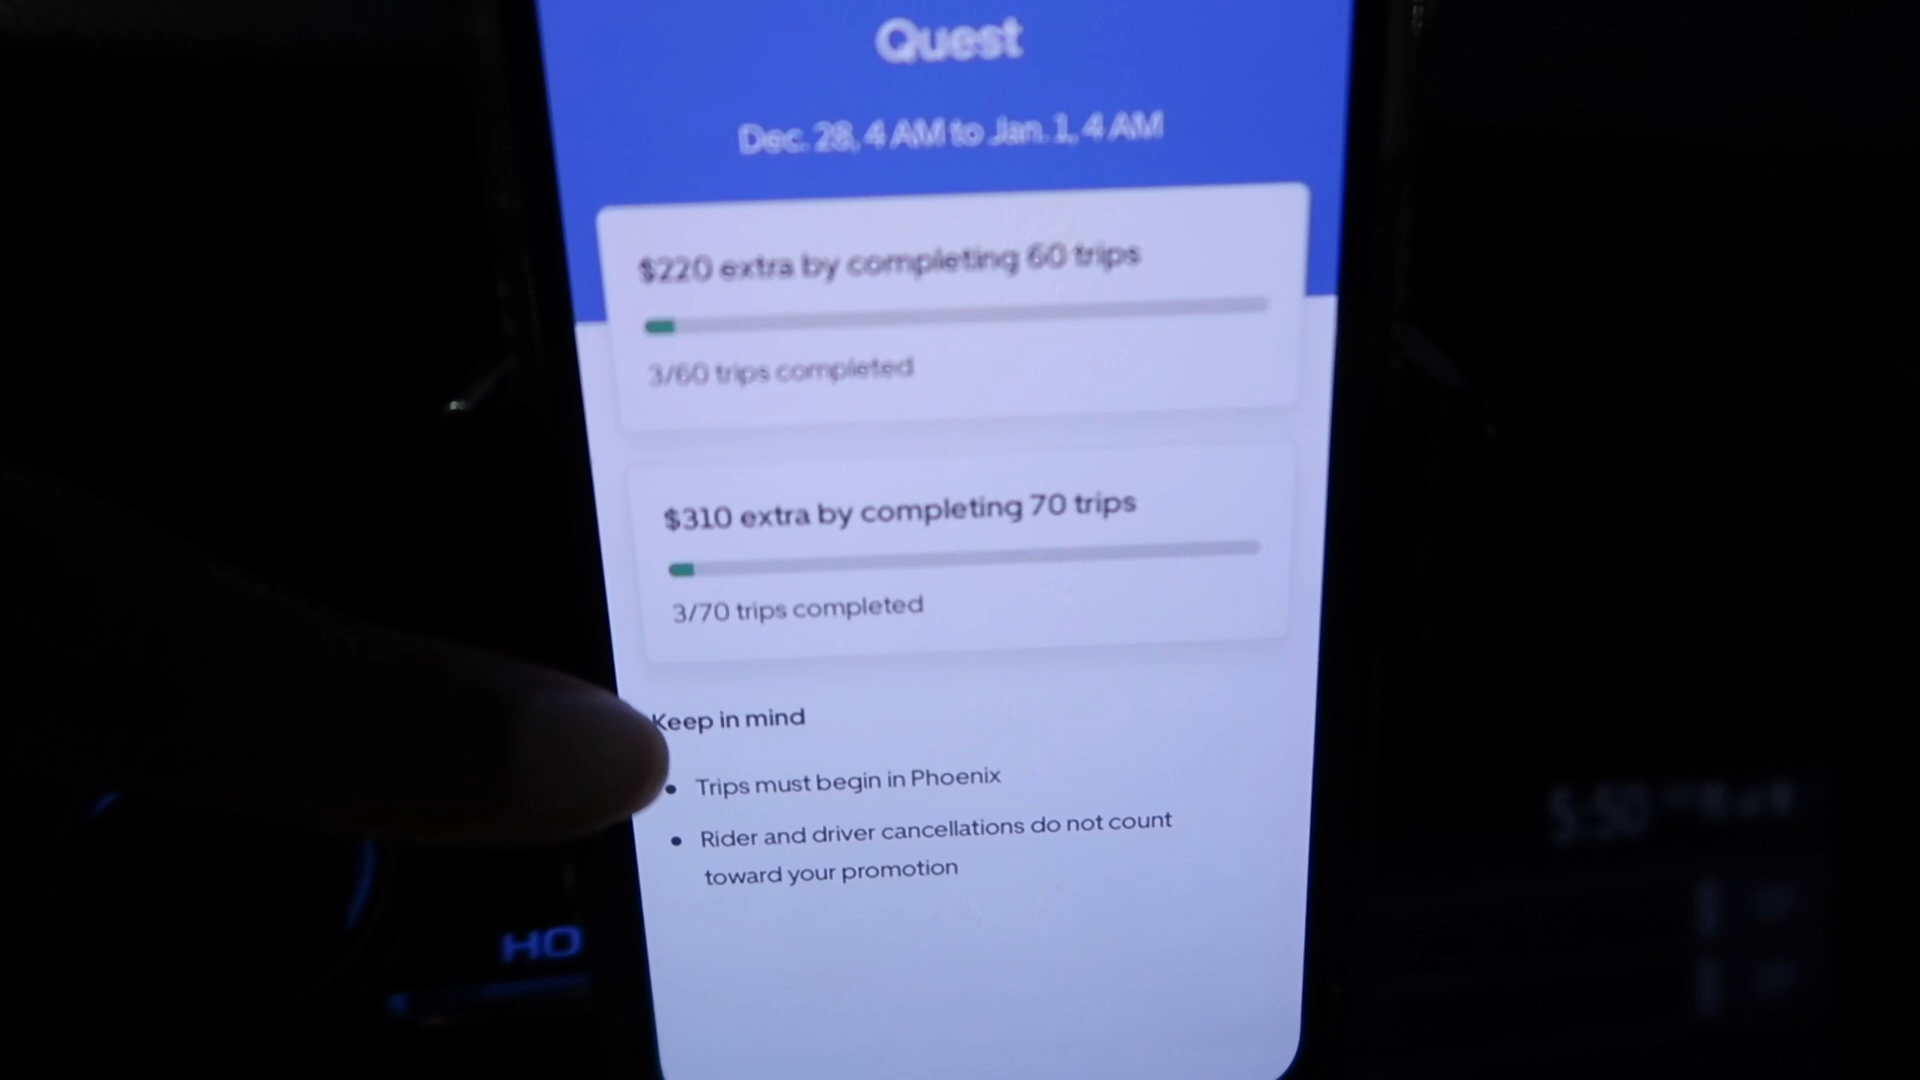 Quest
Dec. 28, 4 AM to Jan. 1, 4 AM
$220 extra by completing 60 trips
3/60 trips completed
$310 extra by completing 70 trips
3/70 trips completed
Keep in mind
• Trips must begin in Phoenix
• Rider and driver cancellations do not count
toward your promotion
HO
5:50